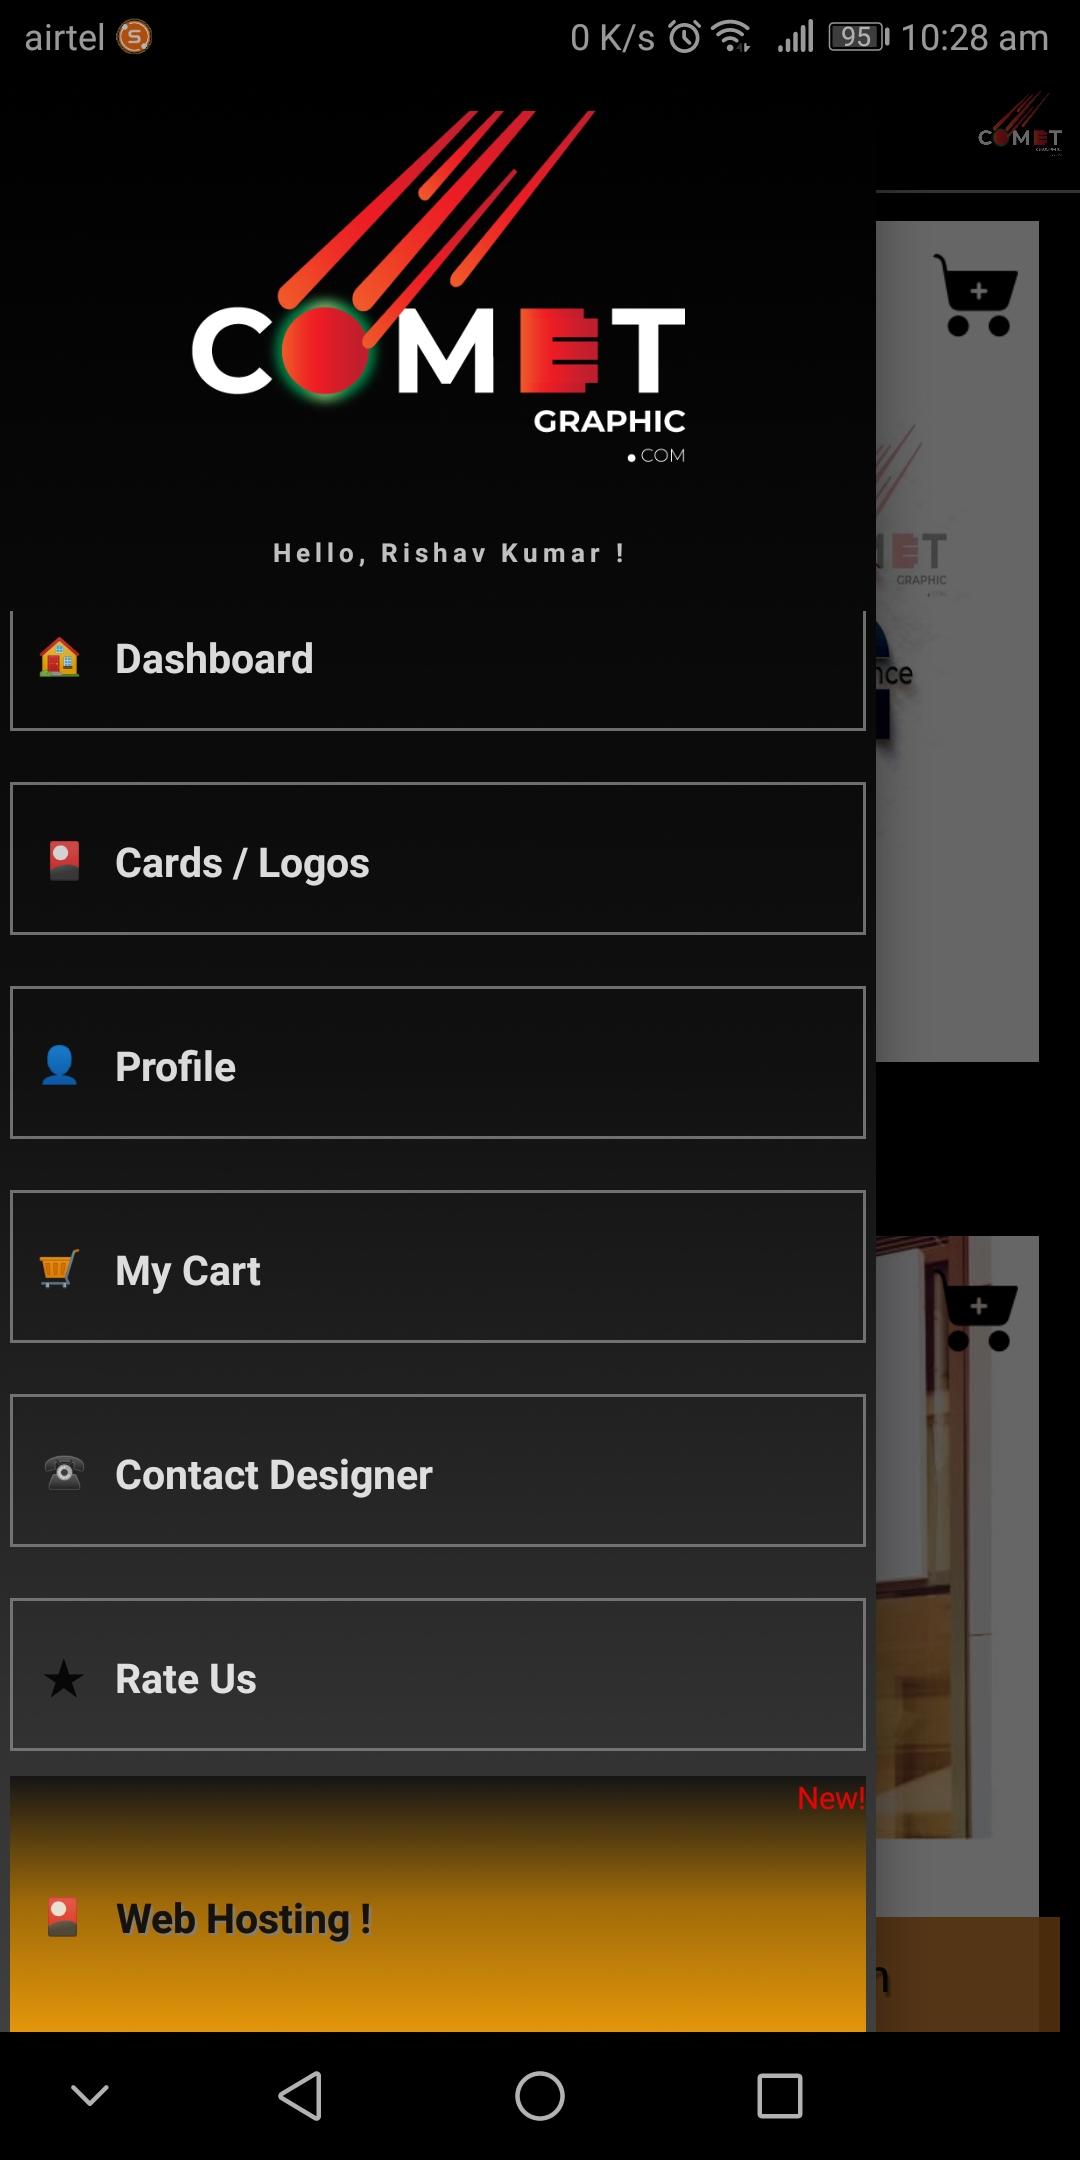 airtel 0 K/s 95 10:28 am
COMET
GRAPHIC
.COM
COMET
Hello, Rishav Kumar !
ET
GRAPHIC
Dashboard
nce
Cards / Logos
Profile
My Cart
Contact Designer
Rate Us
New!
Web Hosting !
n